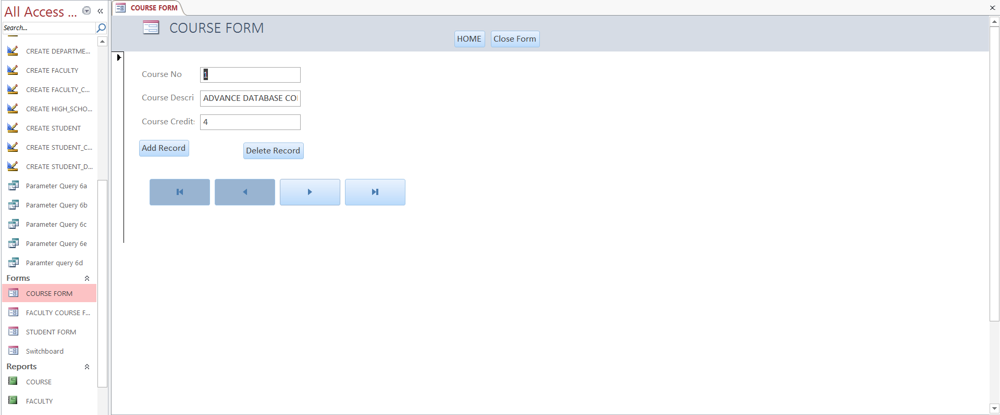 All Access ...
Search...
CREATE DEPARTME...
CREATE FACULTY
CREATE FACULTY_C...
CREATE HIGH_SCHO...
CREATE STUDENT
CREATE STUDENT_C...
CREATE STUDENT_D...
Parameter Query 6a
Parameter Query 6b
Parameter Query 6c
Parameter Query 6e
Paramter query 6d
Forms
COURSE FORM
FACULTY COURSE F...
STUDENT FORM
Switchboard
Reports
COURSE
FACULTY
COURSE FORM
COURSE FORM
HOME Close Form
Course No 1
Course Descri ADVANCE DATABASE CO
Course Credit 4
Add Record Delete Record